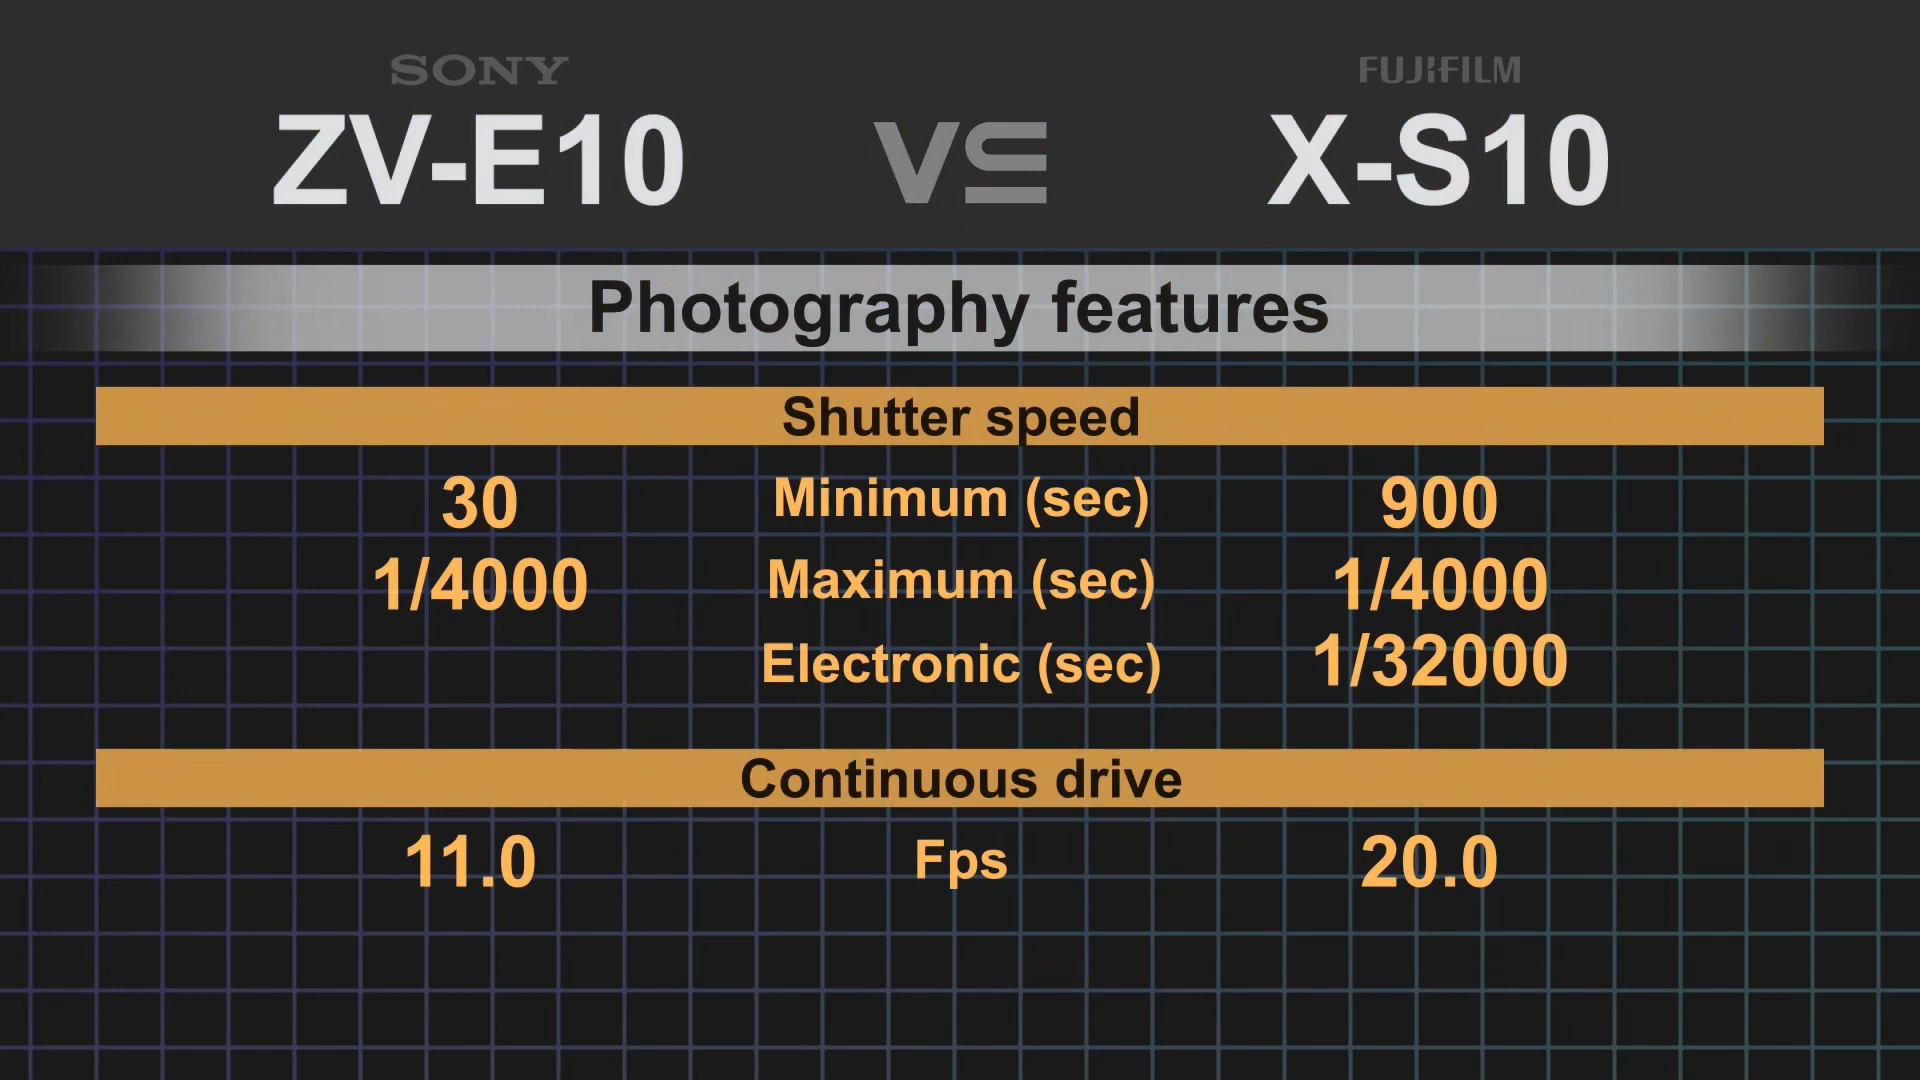 SONY FUJIFILM
ZV-E10 VS X-S10
Photography features
Shutter speed
30 Minimum (sec) 900
1/4000 Maximum (sec) 1/4000
Electronic (sec) 1/32000
Continuous drive
11.0 Fps 20.0